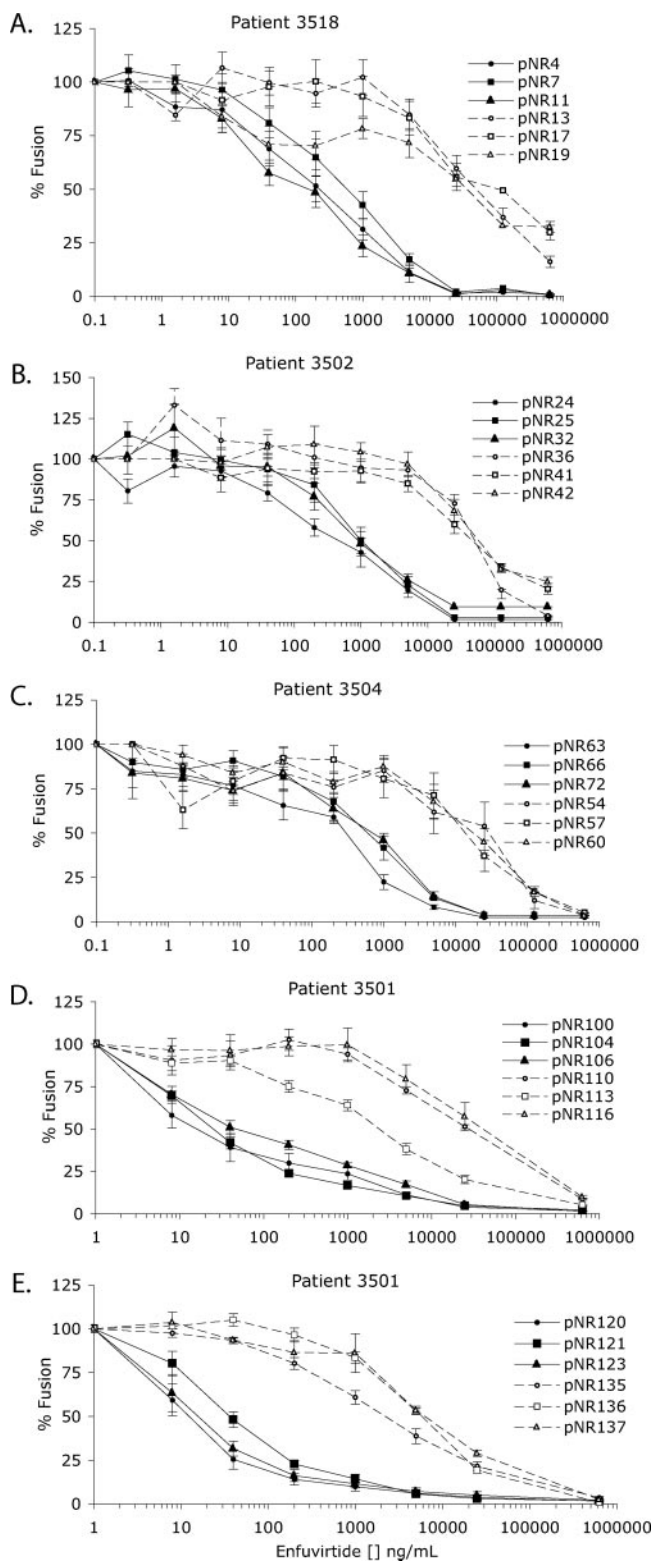 A.
Patient 3518
125
100
75
50
25
0
% Fusion
pNR4
pNR7
pNR11
pNR13
pNR17
pNR19
0.1 1 10 100 1000 10000 100000 1000000
B.
Patient 3502
150
125
100
75
50
25
0
% Fusion
pNR24
pNR25
pNR32
pNR36
pNR41
pNR42
0.1 1 10 100 1000 10000 100000 1000000
C.
Patient 3504
125
100
75
50
25
0
% Fusion
pNR63
pNR66
pNR72
pNR54
pNR57
pNR60
0.1 1 10 100 1000 10000 100000 1000000
D.
Patient 3501
125
100
75
50
25
0
% Fusion
pNR100
pNR104
pNR106
pNR110
pNR113
pNR116
1 10 100 1000 10000 100000 1000000
E.
Patient 3501
125
100
75
50
25
0
% Fusion
pNR120
pNR121
pNR123
pNR135
pNR136
pNR137
1 10 100 1000 10000 100000 1000000
Enfuvirtide [] ng/mL